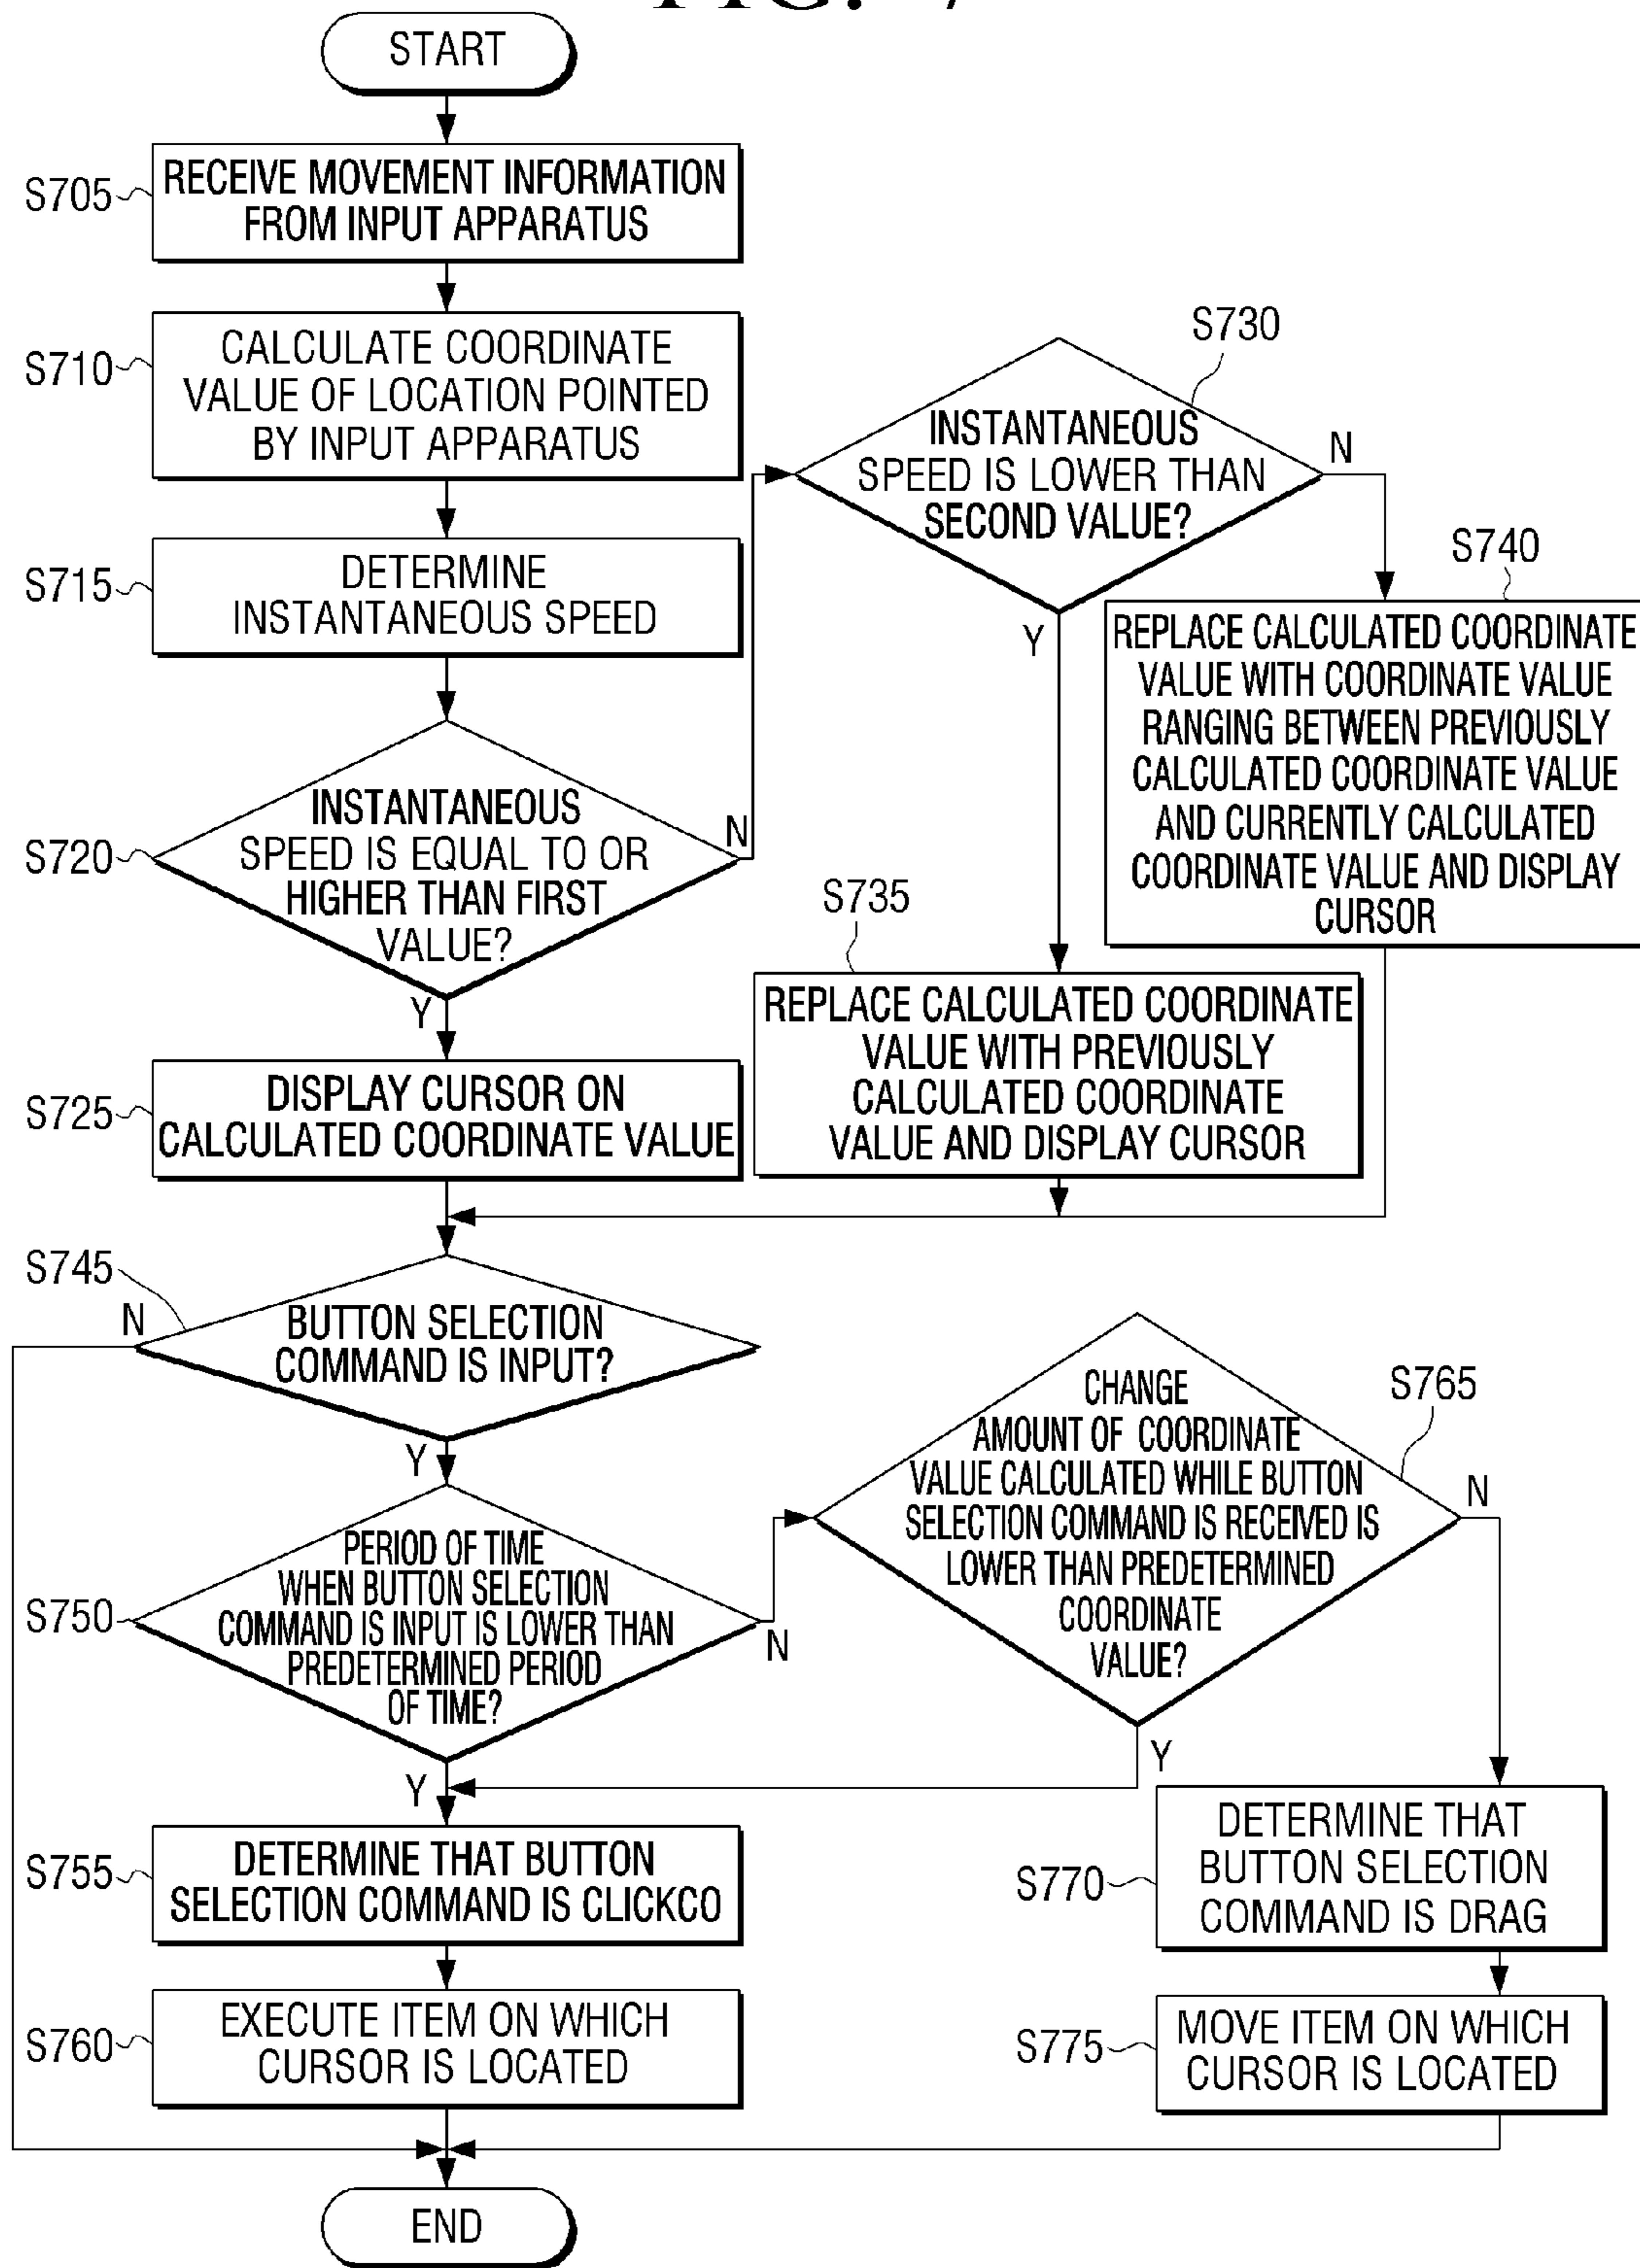 START
S705
RECEIVE MOVEMENT INFORMATION
FROM INPUT APPARATUS
S710
CALCULATE COORDINATE
VALUE OF LOCATION POINTED
BY INPUT APPARATUS
S715
DETERMINE
INSTANTANEOUS SPEED
S720
INSTANTANEOUS
SPEED IS EQUAL TO OR
HIGHER THAN FIRST
VALUE?
N
Y
S730
INSTANTANEOUS
SPEED IS LOWER THAN
SECOND VALUE?
N
Y
S740
REPLACE CALCULATED COORDINATE
VALUE WITH COORDINATE VALUE
RANGING BETWEEN PREVIOUSLY
CALCULATED COORDINATE VALUE
AND CURRENTLY CALCULATED
COORDINATE VALUE AND DISPLAY
CURSOR
S735
REPLACE CALCULATED COORDINATE
VALUE WITH PREVIOUSLY
CALCULATED COORDINATE
VALUE AND DISPLAY CURSOR
S725
DISPLAY CURSOR ON
CALCULATED COORDINATE VALUE
S745
N
BUTTON SELECTION
COMMAND IS INPUT?
Y
S750
PERIOD OF TIME
WHEN BUTTON SELECTION
COMMAND IS INPUT IS LOWER THAN
PREDETERMINED PERIOD
OF TIME?
N
Y
S765
CHANGE
AMOUNT OF COORDINATE
VALUE CALCULATED WHILE BUTTON
SELECTION COMMAND IS RECEIVED IS
LOWER THAN PREDETERMINED
COORDINATE
VALUE?
N
Y
S755
DETERMINE THAT BUTTON
SELECTION COMMAND IS CLICKCO
S770
DETERMINE THAT
BUTTON SELECTION
COMMAND IS DRAG
S760
EXECUTE ITEM ON WHICH
CURSOR IS LOCATED
S775
MOVE ITEM ON WHICH
CURSOR IS LOCATED
END